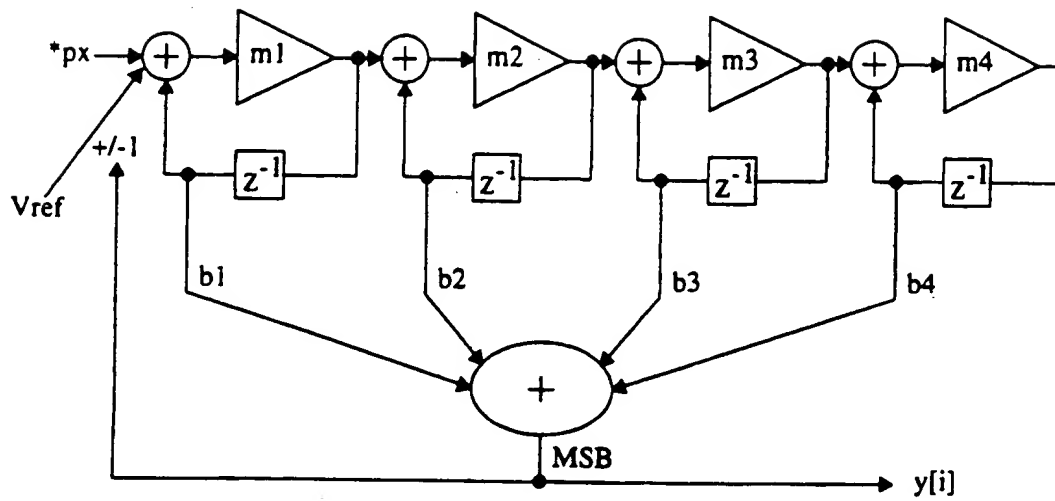 *px + m1 + m2 + m3 + m4
+/-1 z⁻¹ z⁻¹ z⁻¹ z⁻¹
Vref
b1 b2 b3 b4
+
MSB
y[i]